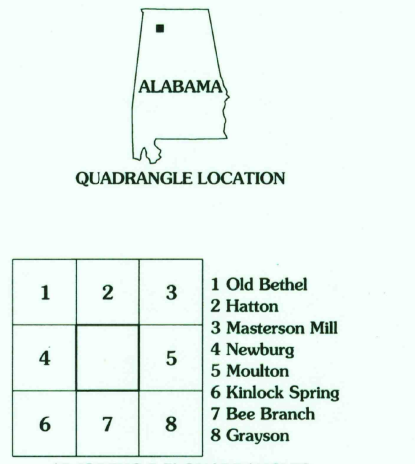 ALABAMA
QUADRANGLE LOCATION
1 2 3
4 5
6 7 8
1 Old Bethel
2 Hatton
3 Masterson Mill
4 Newburg
5 Moulton
6 Kinlock Spring
7 Bee Branch
8 Grayson